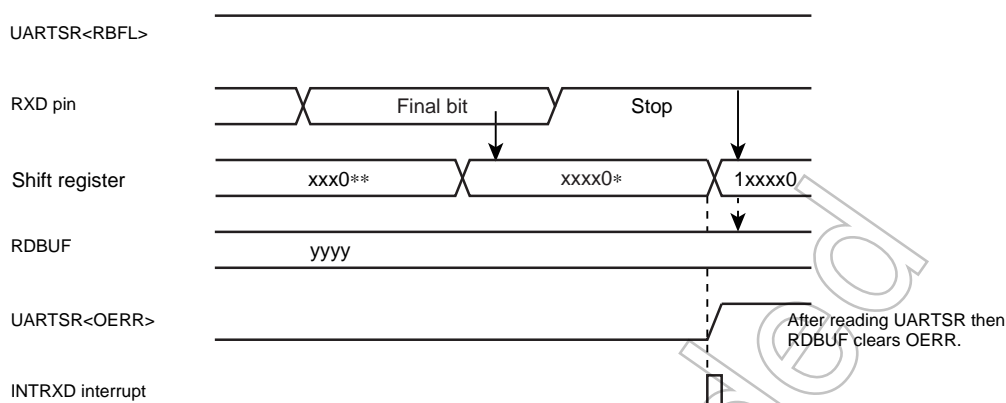 UARTSR<RBFL>
RXD pin
Final bit
Stop
Shift register
xxx0**
xxxx0*
1xxxx0
RDBUF
yyyy
UARTSR<OERR>
After reading UARTSR then
RDBUF clears OERR.
INTRXD interrupt